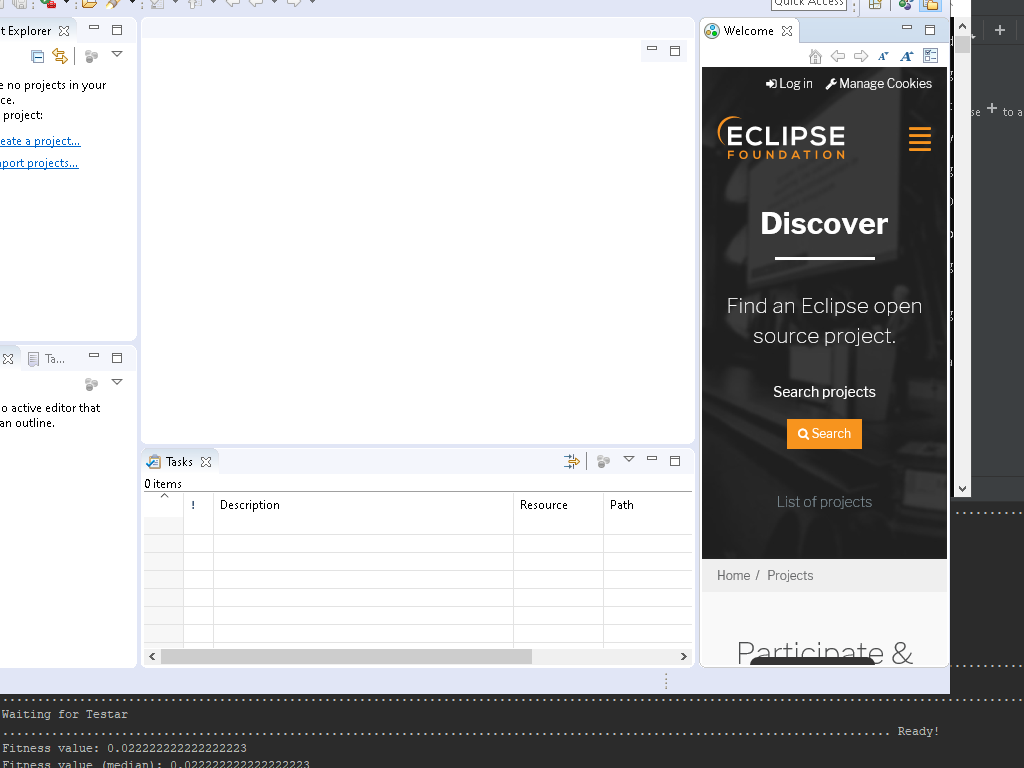 Quick Access
t Explorer
e no projects in your
ce.
project:
eate a project...
port projects...
Ta...
o active editor that
an outline.
Tasks
0 items
!
Description
Resource
Path
Welcome
Log in
Manage Cookies
ECLIPSE
FOUNDATION
Discover
Find an Eclipse open
source project.
Search projects
Search
List of projects
Home / Projects
Participate &
se + to a
Waiting for Testar
Ready!
Fitness value: 0.022222222222222223
Fitness value (median): 0.022222222222222223